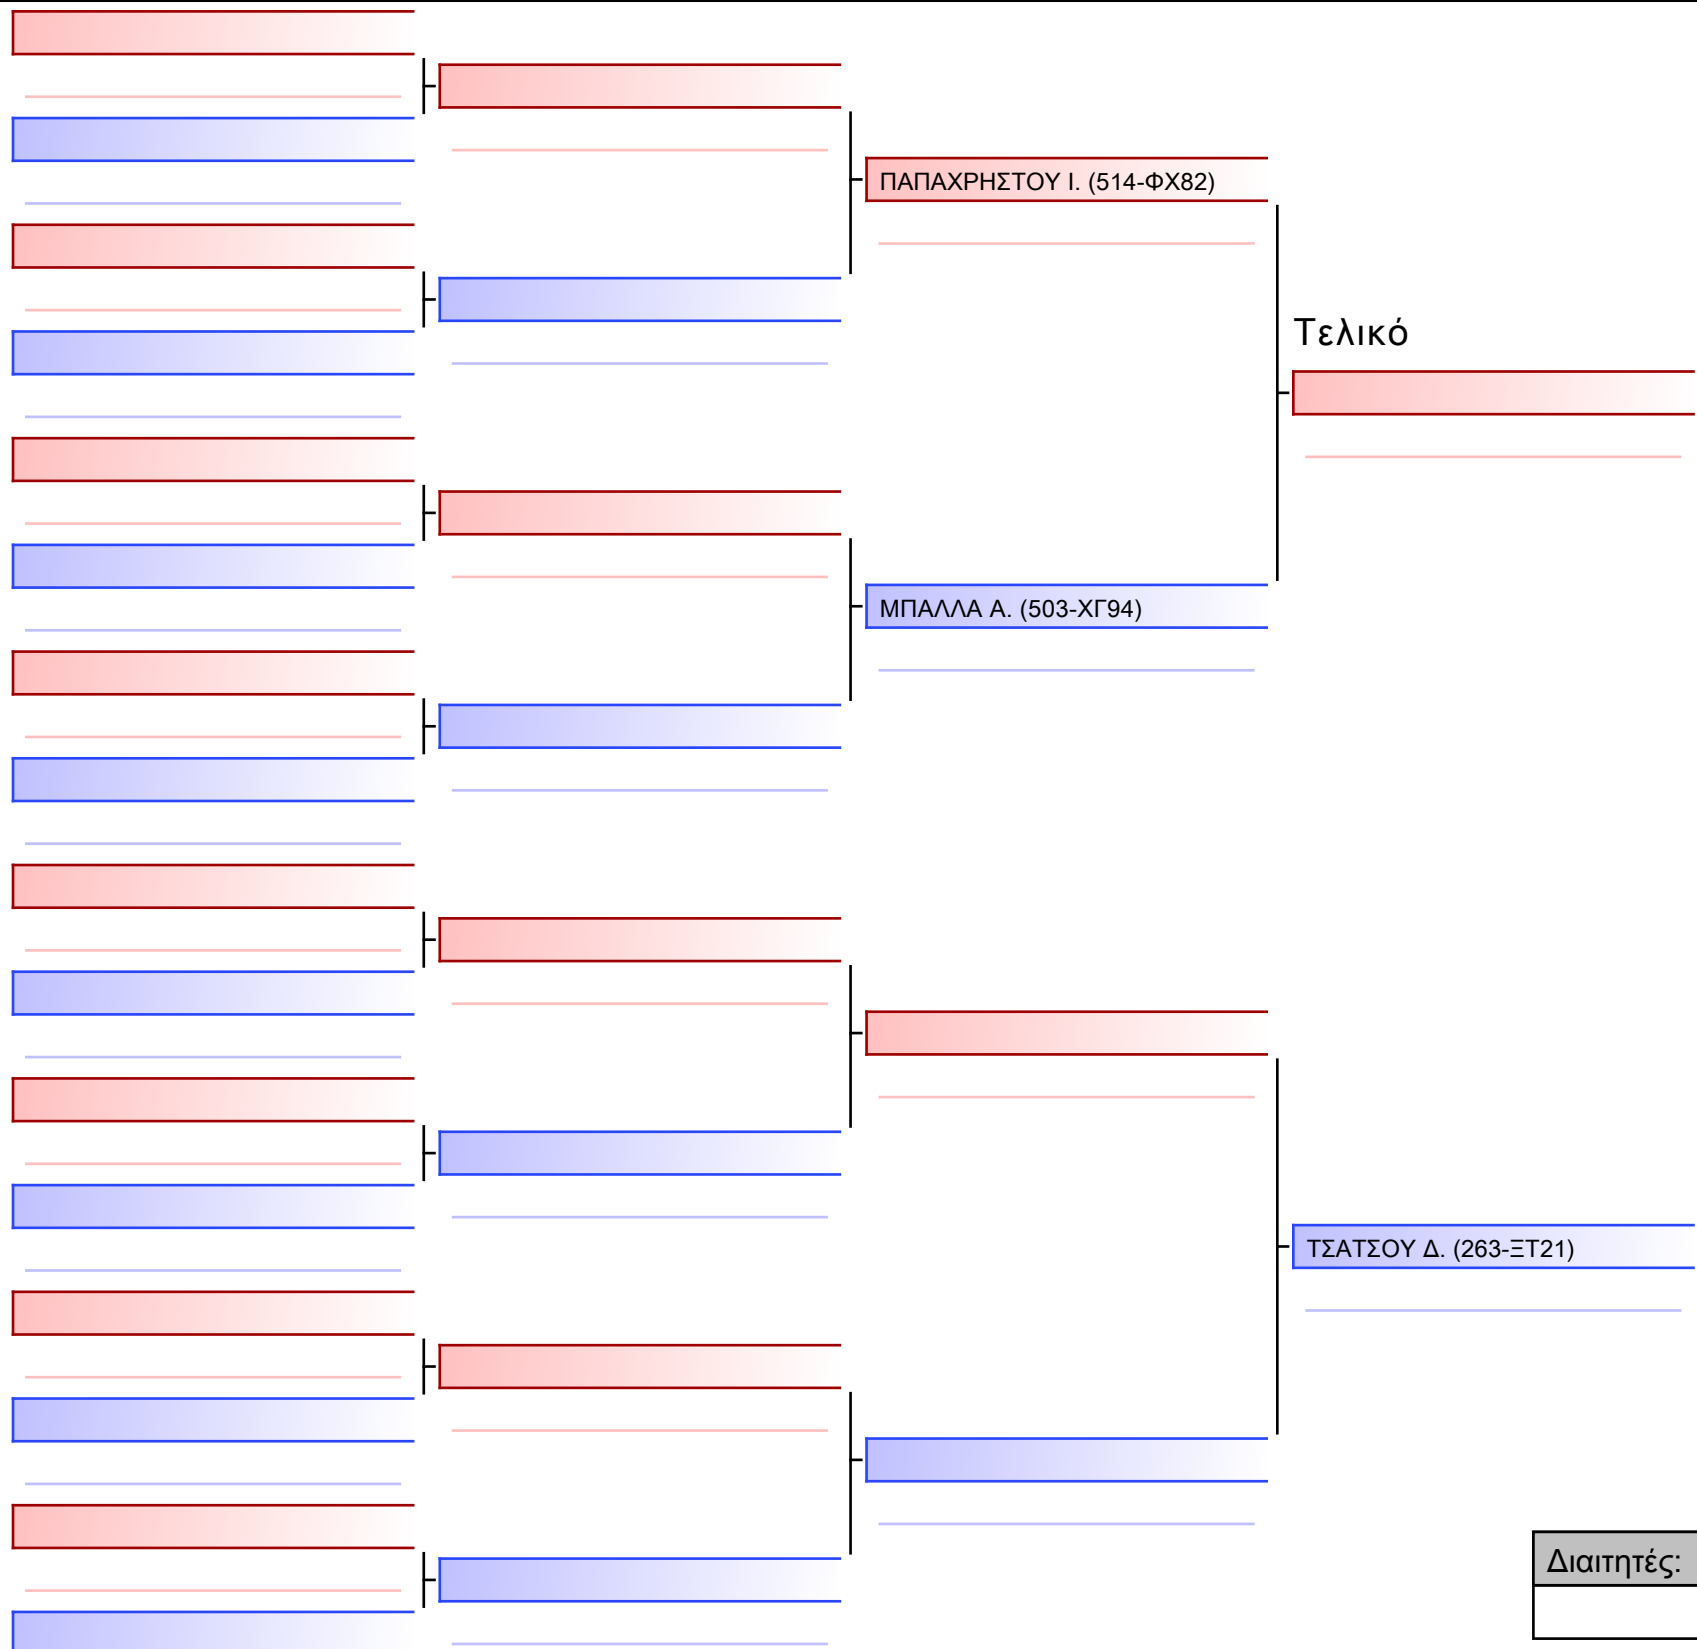 ΠΑΠΑΧΡΗΣΤΟΥ Ι. (514-ΦΧ82)
Τελικό
ΜΠΑΛΛΑ Α. (503-ΧΓ94)
ΤΣΑΤΣΟΥ Δ. (263-ΞΤ21)
Διαιτητές: